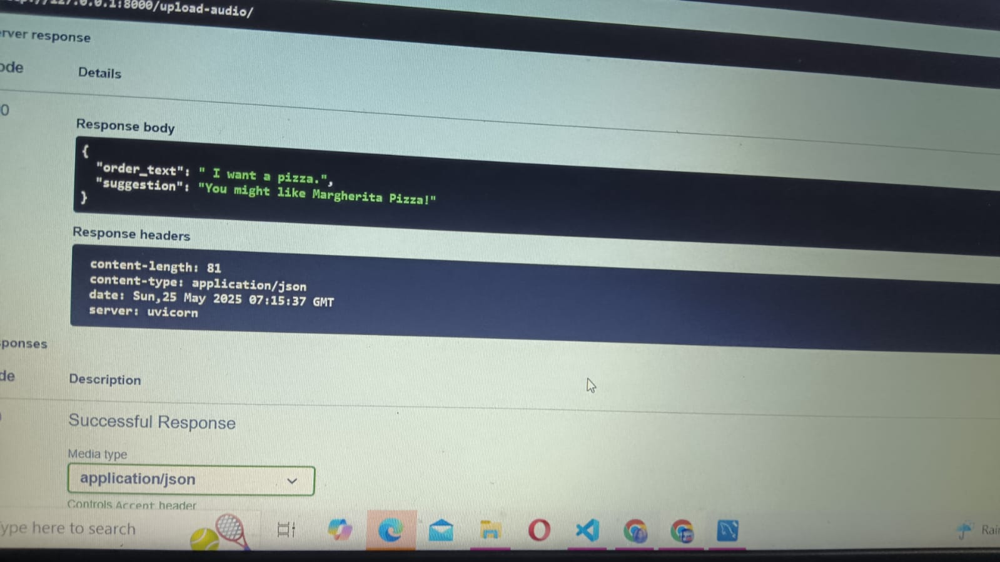 127.0.0.1:8000/upload-audio/
erver response
ode Details
0
Response body
{
"order_text": " I want a pizza.",
"suggestion": "You might like Margherita Pizza!"
}
Response headers
content-length: 81
content-type: application/json
date: Sun,25 May 2025 07:15:37 GMT
server: uvicorn
sponses
de Description
Successful Response
Media type
application/json
Controls Accept header
ype here to search
Rai